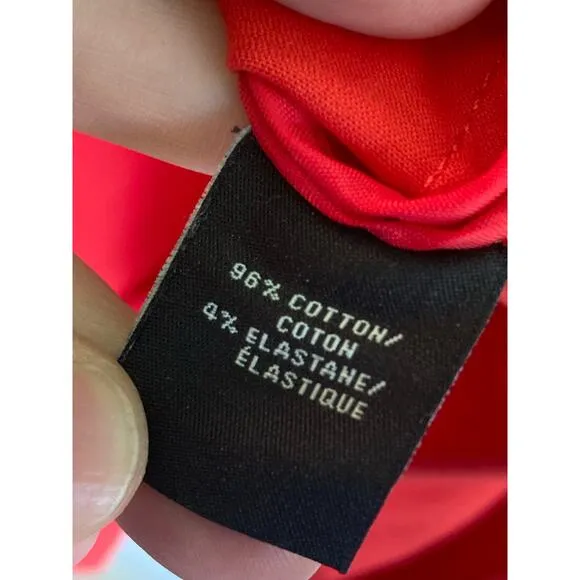 96% COTTON/
COTON
4% ELASTANE/
ÉLASTIQUE